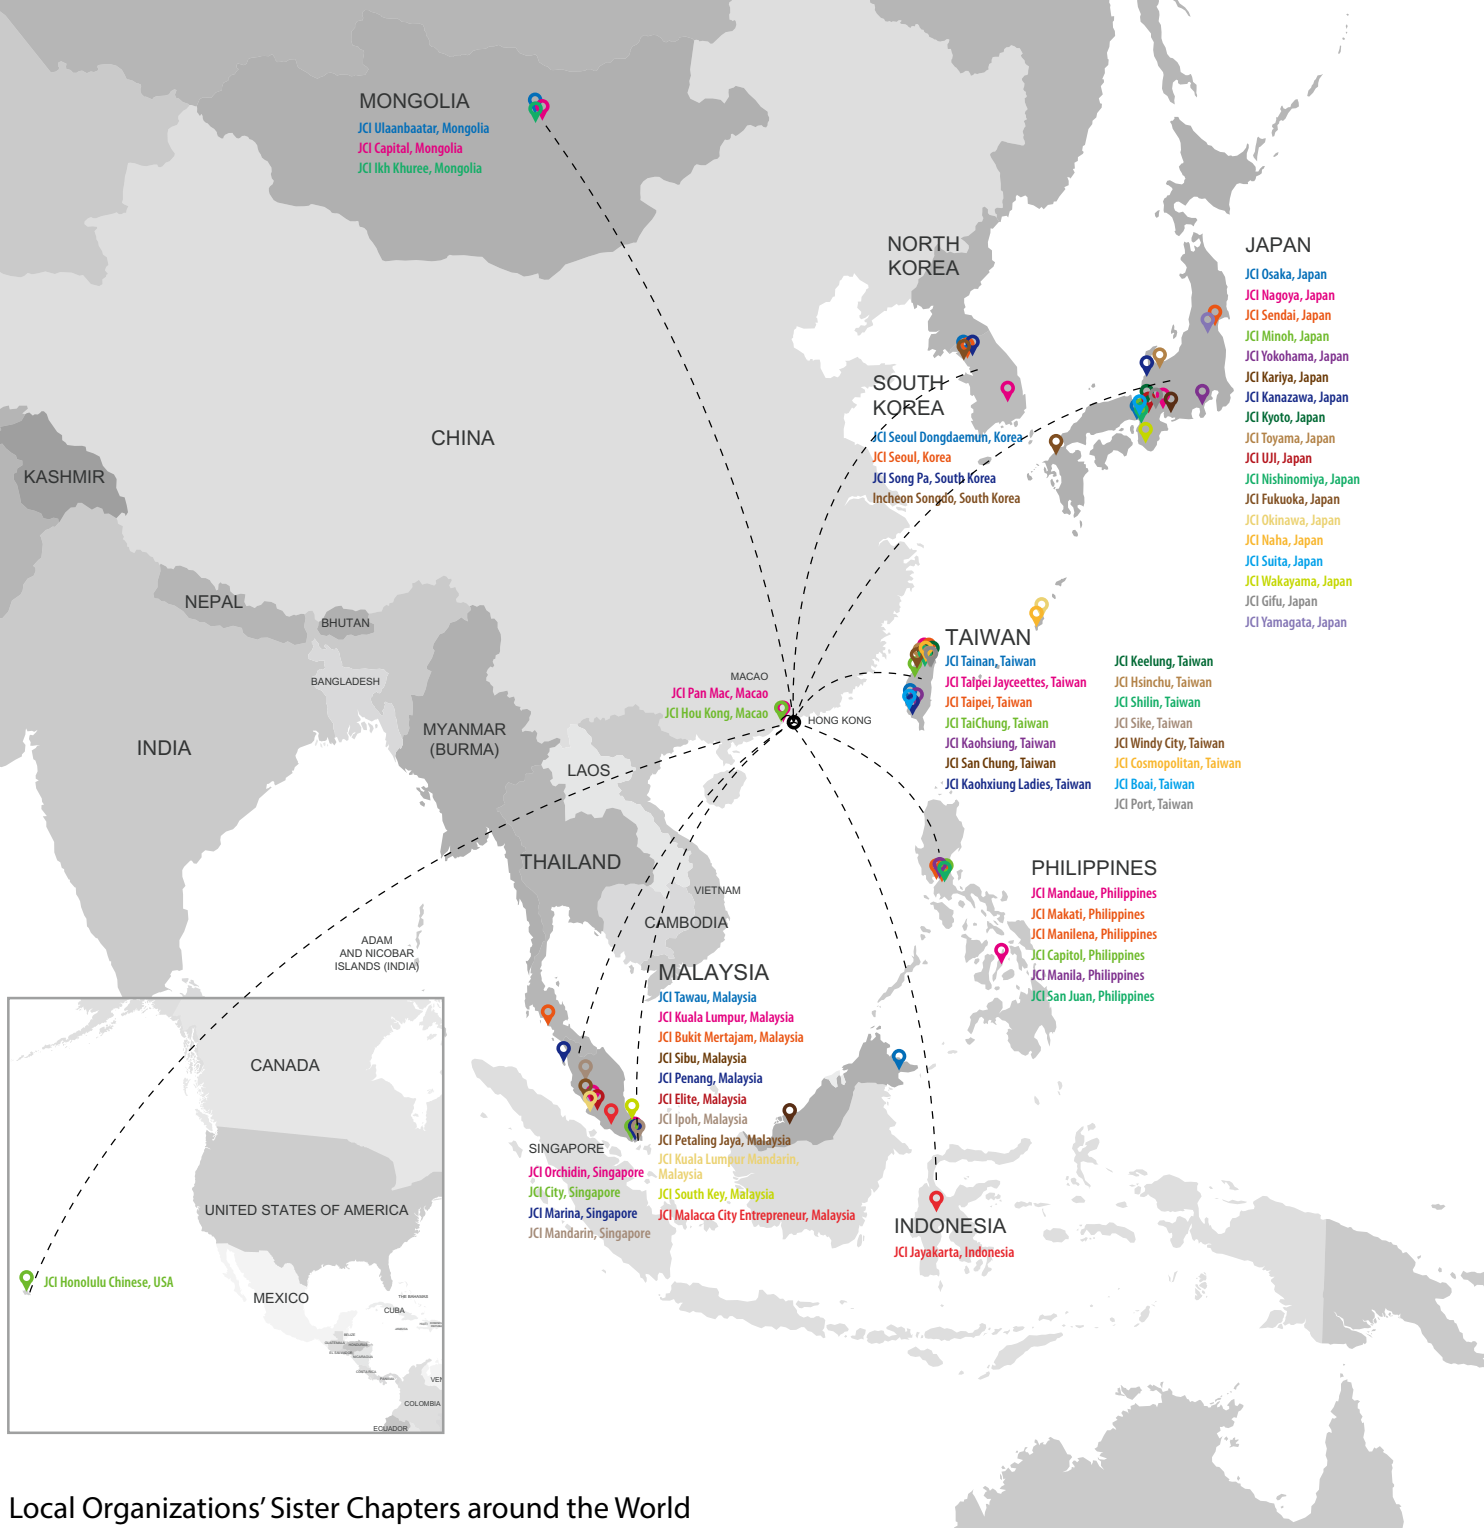 MONGOLIA
JCI Ulaanbaatar, Mongolia
JCI Capital, Mongolia
JCI Ikh Khuree, Mongolia
NORTH
KOREA
JAPAN
JCI Osaka, Japan
JCI Nagoya, Japan
JCI Sendai, Japan
JCI Minoh, Japan
JCI Yokohama, Japan
JCI Kariya, Japan
JCI Kanazawa, Japan
JCI Kyoto, Japan
JCI Toyama, Japan
JCI UJI, Japan
JCI Nishinomiya, Japan
JCI Fukuoka, Japan
JCI Okinawa, Japan
JCI Naha, Japan
JCI Suita, Japan
JCI Wakayama, Japan
JCI Gifu, Japan
JCI Yamagata, Japan
SOUTH
KOREA
JCI Seoul Dongdaemun, Korea
JCI Seoul, Korea
JCI Song Pa, South Korea
Incheon Songdo, South Korea
CHINA
KASHMIR
NEPAL
BHUTAN
BANGLADESH
INDIA
MYANMAR
(BURMA)
LAOS
THAILAND
VIETNAM
CAMBODIA
ADAM
AND NICOBAR
ISLANDS (INDIA)
MACAO
JCI Pan Mac, Macao
JCI Hou Kong, Macao
HONG KONG
TAIWAN
JCI Tainan, Taiwan
JCI Talpei Jayceettes, Taiwan
JCI Taipei, Taiwan
JCI TaiChung, Taiwan
JCI Kaohsiung, Taiwan
JCI San Chung, Taiwan
JCI Kaohxiung Ladies, Taiwan
JCI Keelung, Taiwan
JCI Hsinchu, Taiwan
JCI Shilin, Taiwan
JCI Sike, Taiwan
JCI Windy City, Taiwan
JCI Cosmopolitan, Taiwan
JCI Boai, Taiwan
JCI Port, Taiwan
PHILIPPINES
JCI Mandaue, Philippines
JCI Makati, Philippines
JCI Manilena, Philippines
JCI Capitol, Philippines
JCI Manila, Philippines
JCI San Juan, Philippines
MALAYSIA
JCI Tawau, Malaysia
JCI Kuala Lumpur, Malaysia
JCI Bukit Mertajam, Malaysia
JCI Sibu, Malaysia
JCI Penang, Malaysia
JCI Elite, Malaysia
JCI Ipoh, Malaysia
JCI Petaling Jaya, Malaysia
JCI Kuala Lumpur Mandarin,
Malaysia
JCI South Key, Malaysia
JCI Malacca City Entrepreneur, Malaysia
SINGAPORE
JCI Orchidin, Singapore
JCI City, Singapore
JCI Marina, Singapore
JCI Mandarin, Singapore
INDONESIA
JCI Jayakarta, Indonesia
CANADA
UNITED STATES OF AMERICA
JCI Honolulu Chinese, USA
MEXICO
THE BAHAMAS
CUBA
BELIZE
COLOMBIA
ECUADOR
Local Organizations' Sister Chapters around the World